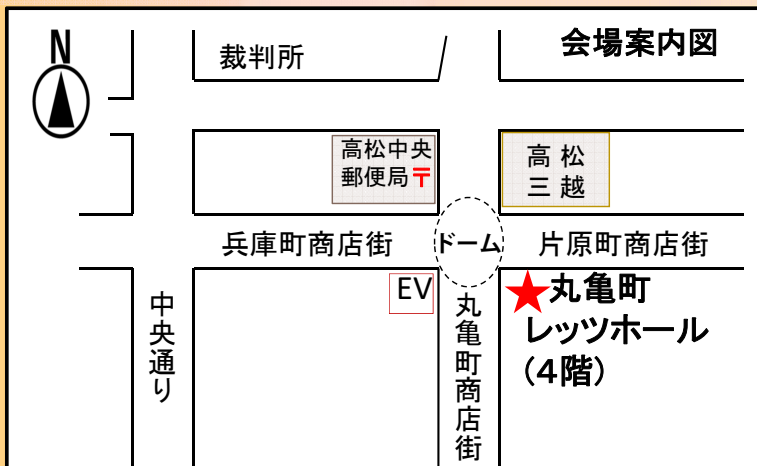 会場案内図
N
裁判所
高松中央
郵便局〒
高松
三越
兵庫町商店街
ドーム
片原町商店街
EV
★丸亀町
レッツホール
（4階）
中央通り
丸亀町商店街